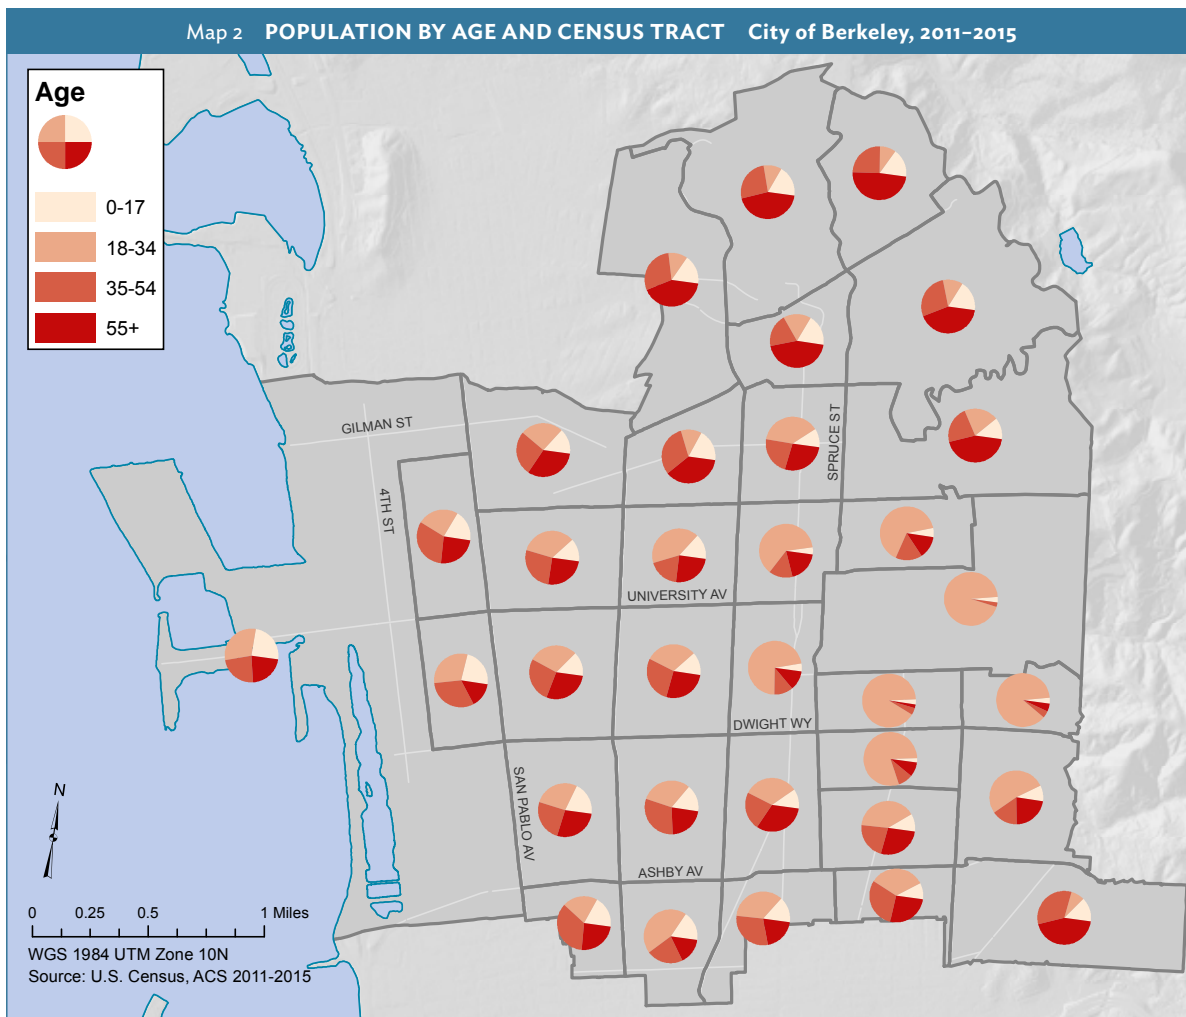 Map 2 POPULATION BY AGE AND CENSUS TRACT City of Berkeley, 2011–2015
Age
0-17
18-34
35-54
55+
GILMAN ST
SPRUCE ST
4TH ST
UNIVERSITY AV
DWIGHT WY
SAN PABLO AV
ASHBY AV
N
0 0.25 0.5 1 Miles
WGS 1984 UTM Zone 10N
Source: U.S. Census, ACS 2011-2015